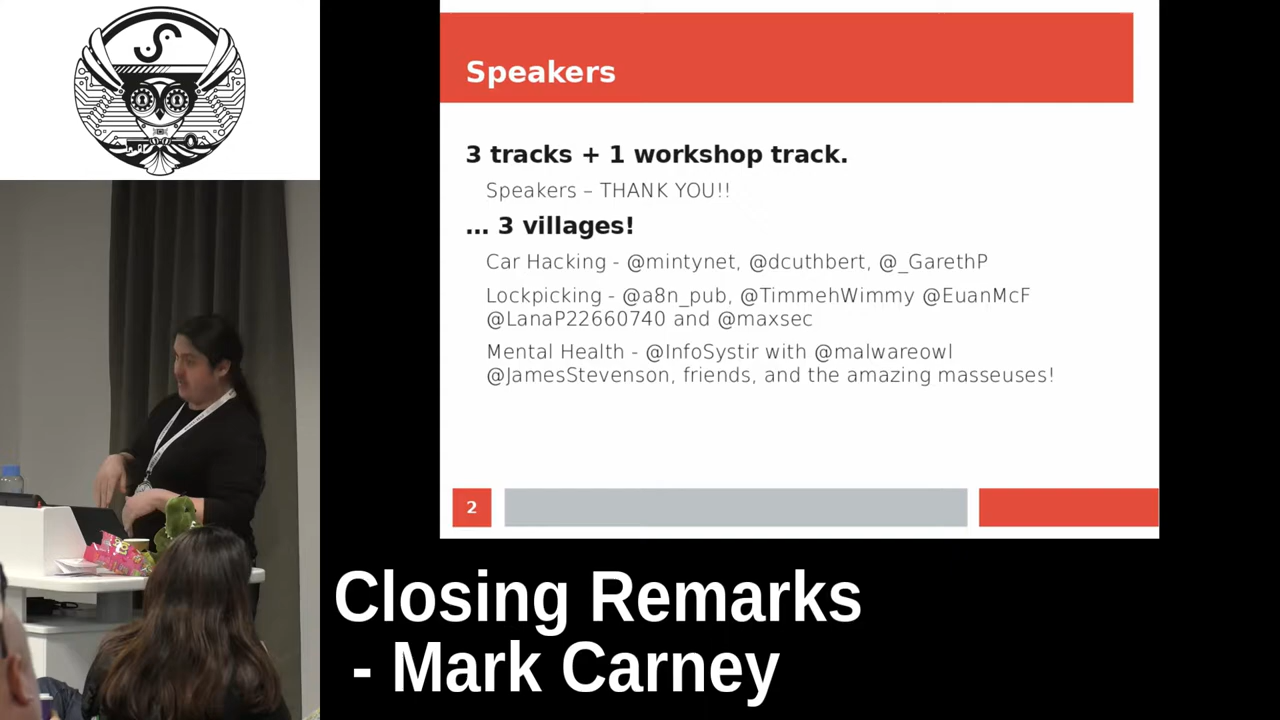 Speakers
3 tracks + 1 workshop track.
Speakers – THANK YOU!!
... 3 villages!
Car Hacking - @mintynet, @dcuthbert, @_GarethP
Lockpicking - @a8n_pub, @TimmehWimmy @EuanMcF
@LanaP22660740 and @maxsec
Mental Health - @InfoSystir with @malwareowl
@JamesStevenson, friends, and the amazing masseuses!
2
Closing Remarks
- Mark Carney